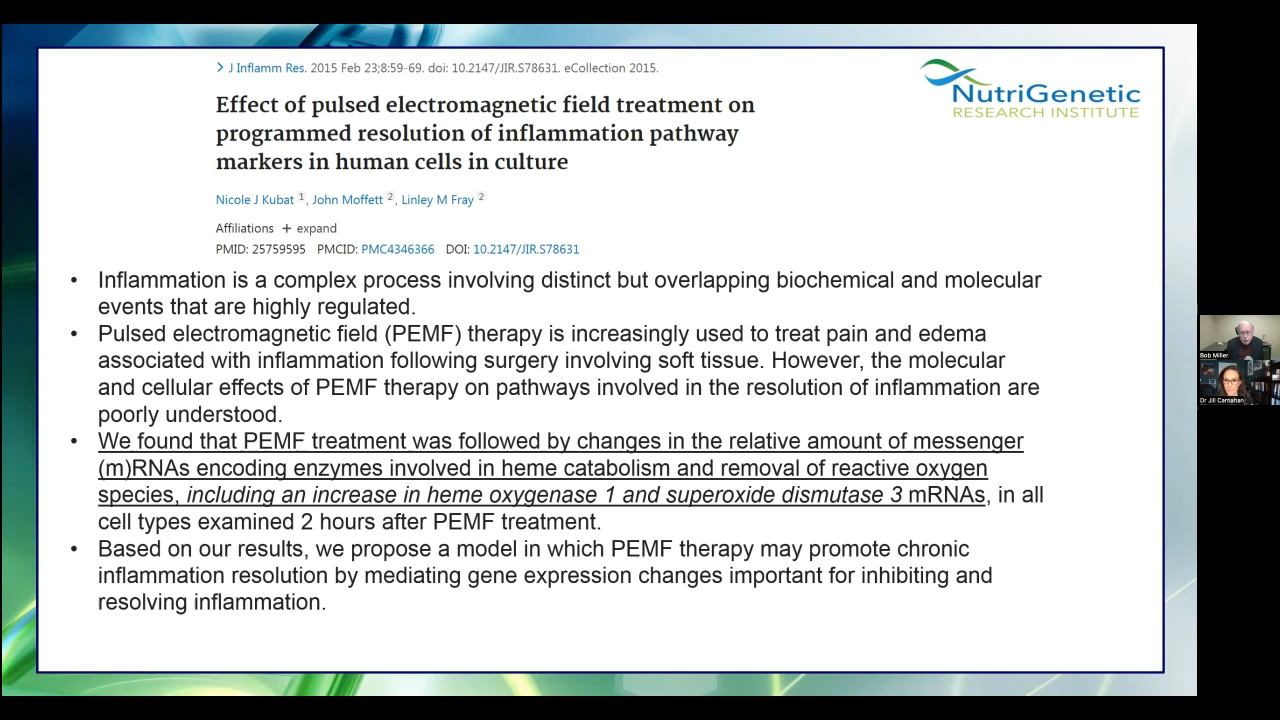 J Inflamm Res. 2015 Feb 23;8:59-69. doi: 10.2147/JIR.S78631. eCollection 2015.
NutriGenetic
RESEARCH INSTITUTE
Effect of pulsed electromagnetic field treatment on
programmed resolution of inflammation pathway
markers in human cells in culture
Nicole J Kubat 1, John Moffett 2, Linley M Fray 2
Affiliations + expand
PMID: 25759595 PMCID: PMC4346366 DOI: 10.2147/JIR.S78631
• Inflammation is a complex process involving distinct but overlapping biochemical and molecular
events that are highly regulated.
• Pulsed electromagnetic field (PEMF) therapy is increasingly used to treat pain and edema
associated with inflammation following surgery involving soft tissue. However, the molecular
and cellular effects of PEMF therapy on pathways involved in the resolution of inflammation are
poorly understood.
• We found that PEMF treatment was followed by changes in the relative amount of messenger
(m)RNAs encoding enzymes involved in heme catabolism and removal of reactive oxygen
species, including an increase in heme oxygenase 1 and superoxide dismutase 3 mRNAs, in all
cell types examined 2 hours after PEMF treatment.
• Based on our results, we propose a model in which PEMF therapy may promote chronic
inflammation resolution by mediating gene expression changes important for inhibiting and
resolving inflammation.
Bob Miller
Dr Jill Carnahan